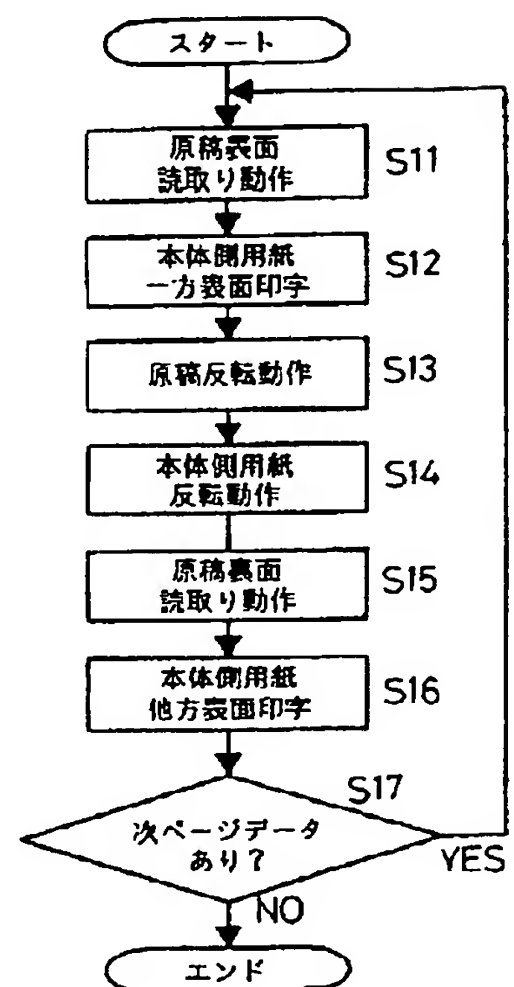 スタート
原稿表面
読取り動作
S11
本体側用紙
一方表面印字
S12
原稿反転動作
S13
本体側用紙
反転動作
S14
原稿裏面
読取り動作
S15
本体側用紙
他方表面印字
S16
S17
次ページデータ
あり?
YES
NO
エンド